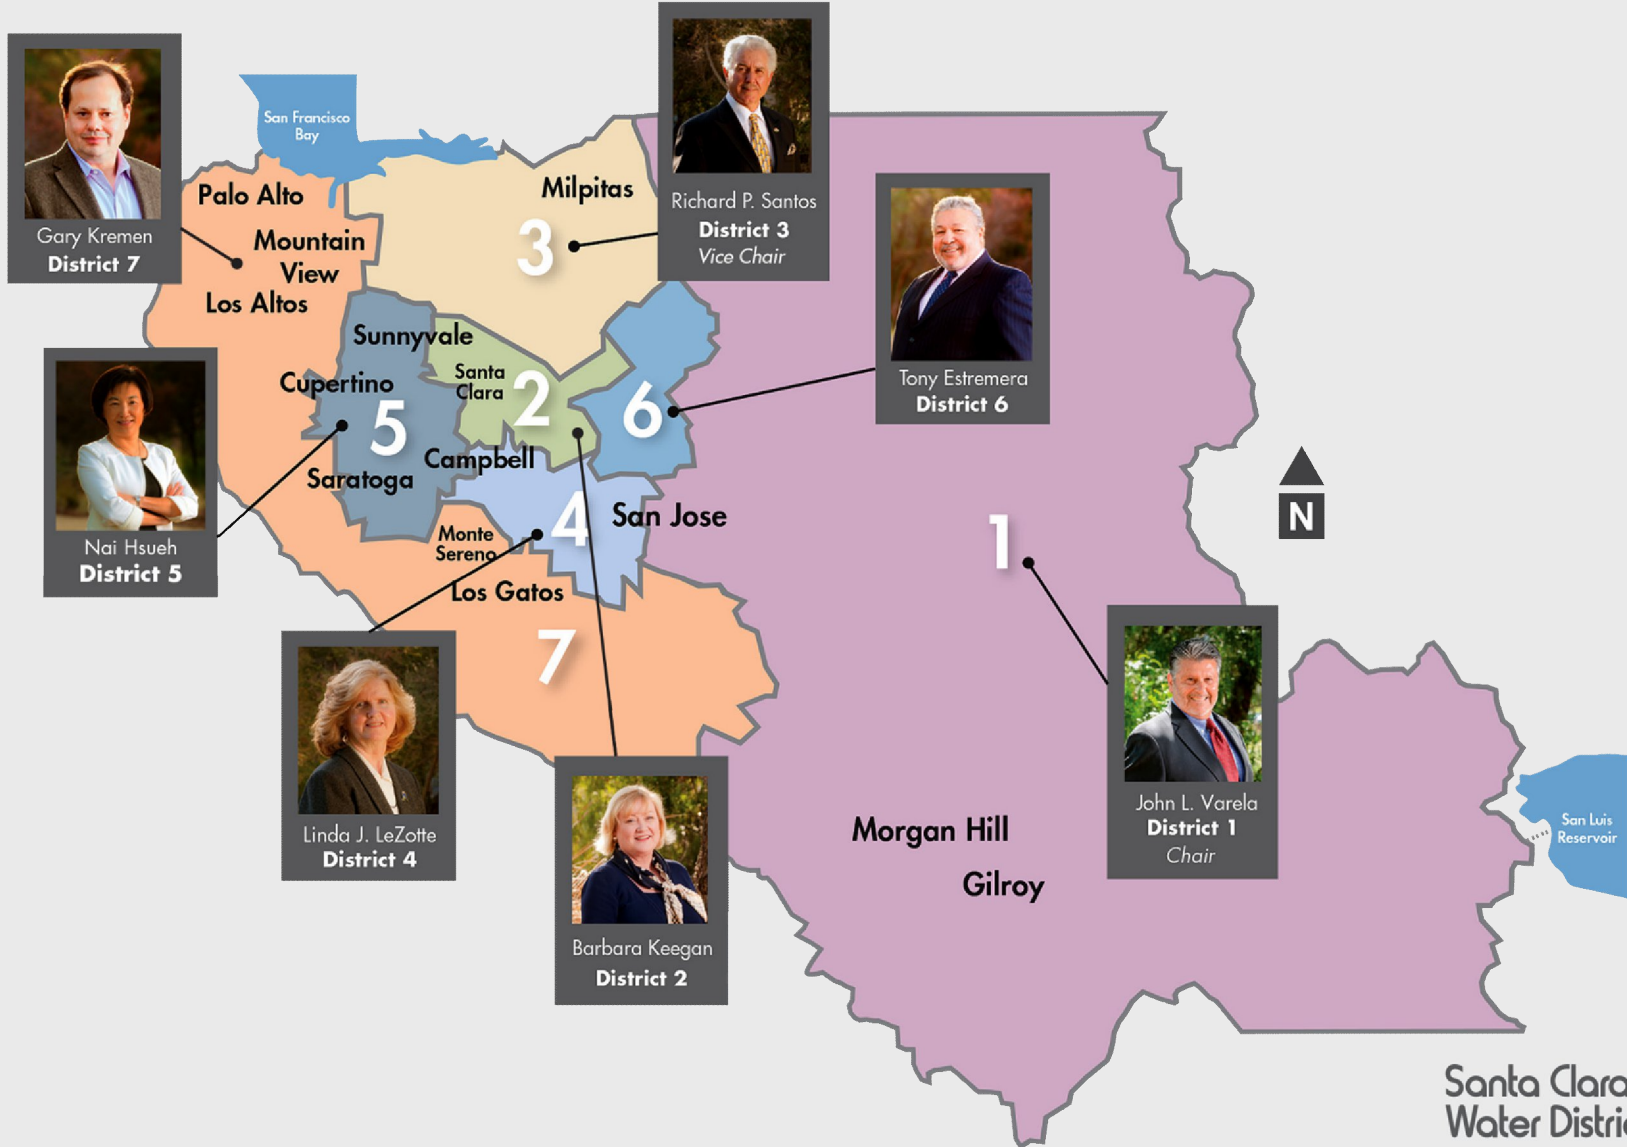 San Francisco
Bay
Gary Kremen
District 7
Richard P. Santos
District 3
Vice Chair
Palo Alto
Mountain
View
Los Altos
Milpitas
3
Tony Estremera
District 6
Sunnyvale
Cupertino
Santa
Clara
2
5
6
Campbell
Saratoga
Nai Hsueh
District 5
4
San Jose
Monte
Sereno
Los Gatos
7
1
N
Linda J. LeZotte
District 4
Barbara Keegan
District 2
John L. Varela
District 1
Chair
Morgan Hill
Gilroy
San Luis
Reservoir
Santa Clara
Water